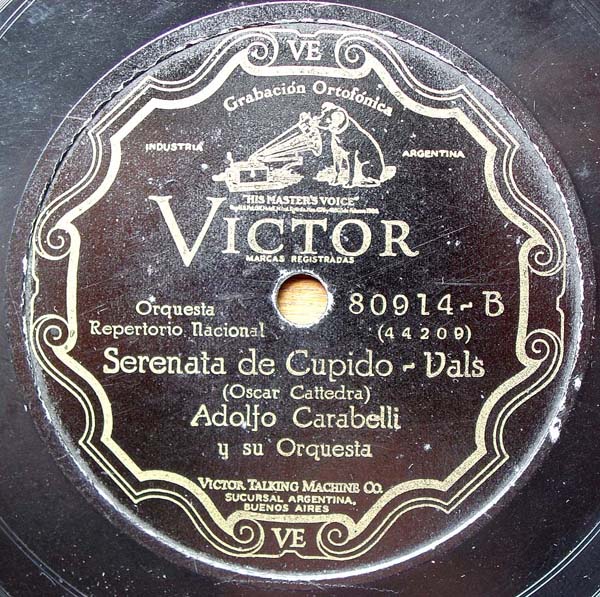 VE
Grabación Ortofónica
INDUSTRIA ARGENTINA
"HIS MASTER'S VOICE"
VICTOR
MARCAS REGISTRADAS
Orquesta
Repertorio Nacional
80914-B
(44209)
Serenata de Cupido - Vals
(Oscar Cattedra)
Adolfo Carabelli
y su Orquesta
VICTOR TALKING MACHINE CO.
SUCURSAL ARGENTINA,
BUENOS AIRES
VE